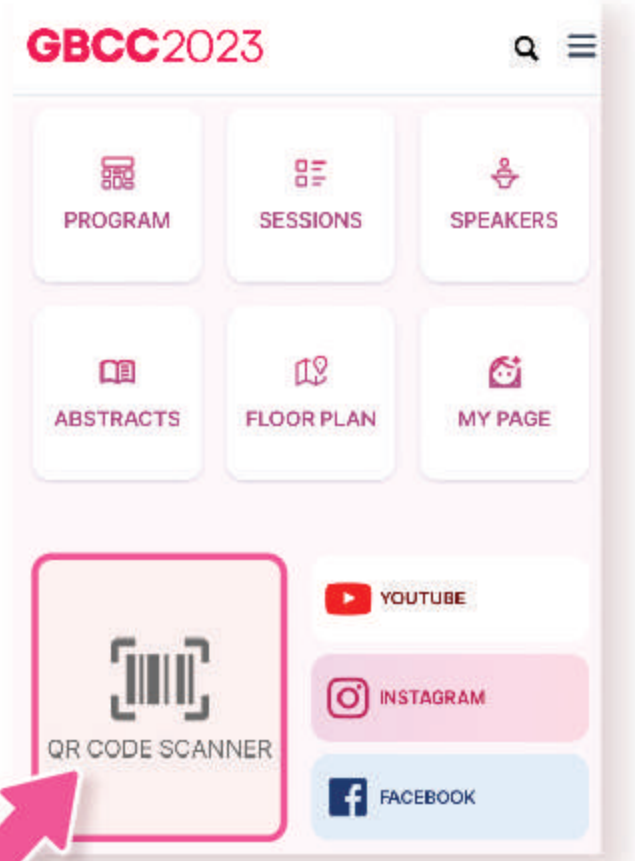 GBCC2023
PROGRAM
SESSIONS
SPEAKERS
ABSTRACTS
FLOOR PLAN
MY PAGE
QR CODE SCANNER
YOUTUBE
INSTAGRAM
FACEBOOK